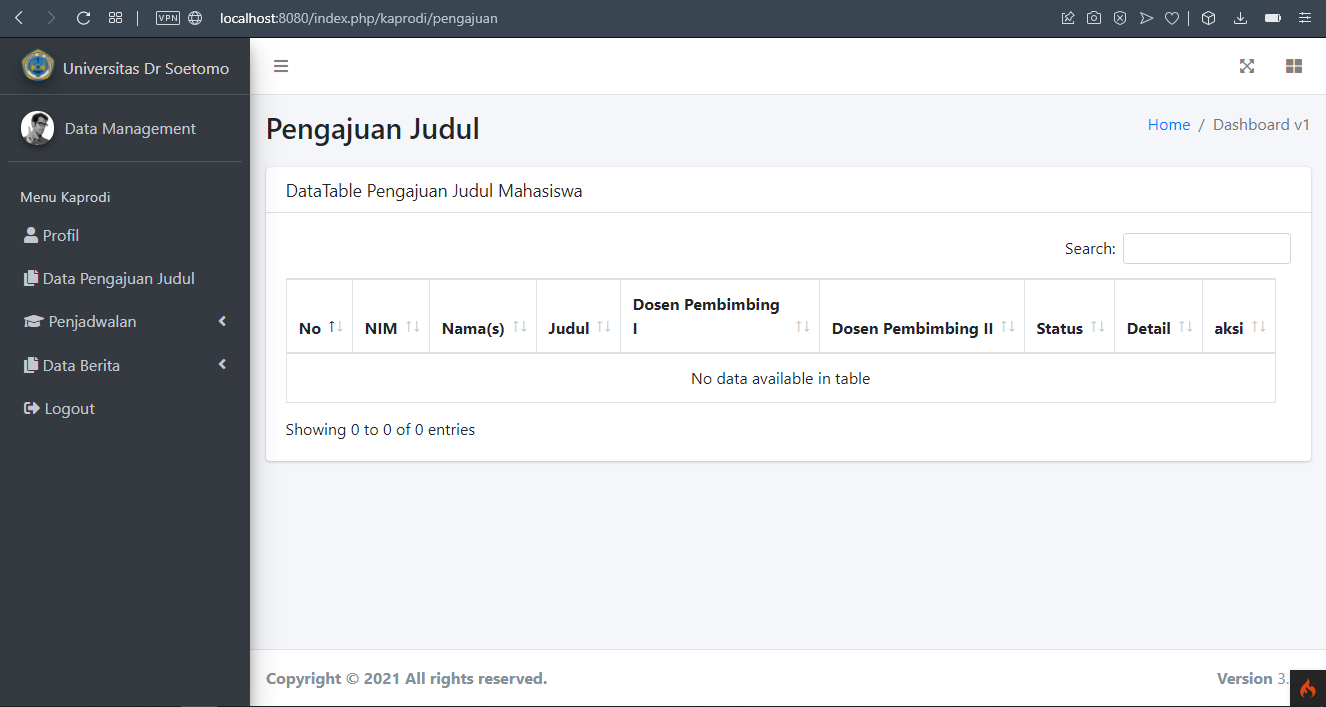 VPN localhost:8080/index.php/kaprodi/pengajuan
Universitas Dr Soetomo
Data Management
Menu Kaprodi
Profil
Data Pengajuan Judul
Penjadwalan
Data Berita
Logout
Pengajuan Judul
Home / Dashboard v1
DataTable Pengajuan Judul Mahasiswa
Search:
No NIM Nama(s) Judul Dosen Pembimbing I Dosen Pembimbing II Status Detail aksi
No data available in table
Showing 0 to 0 of 0 entries
Copyright © 2021 All rights reserved.
Version 3.